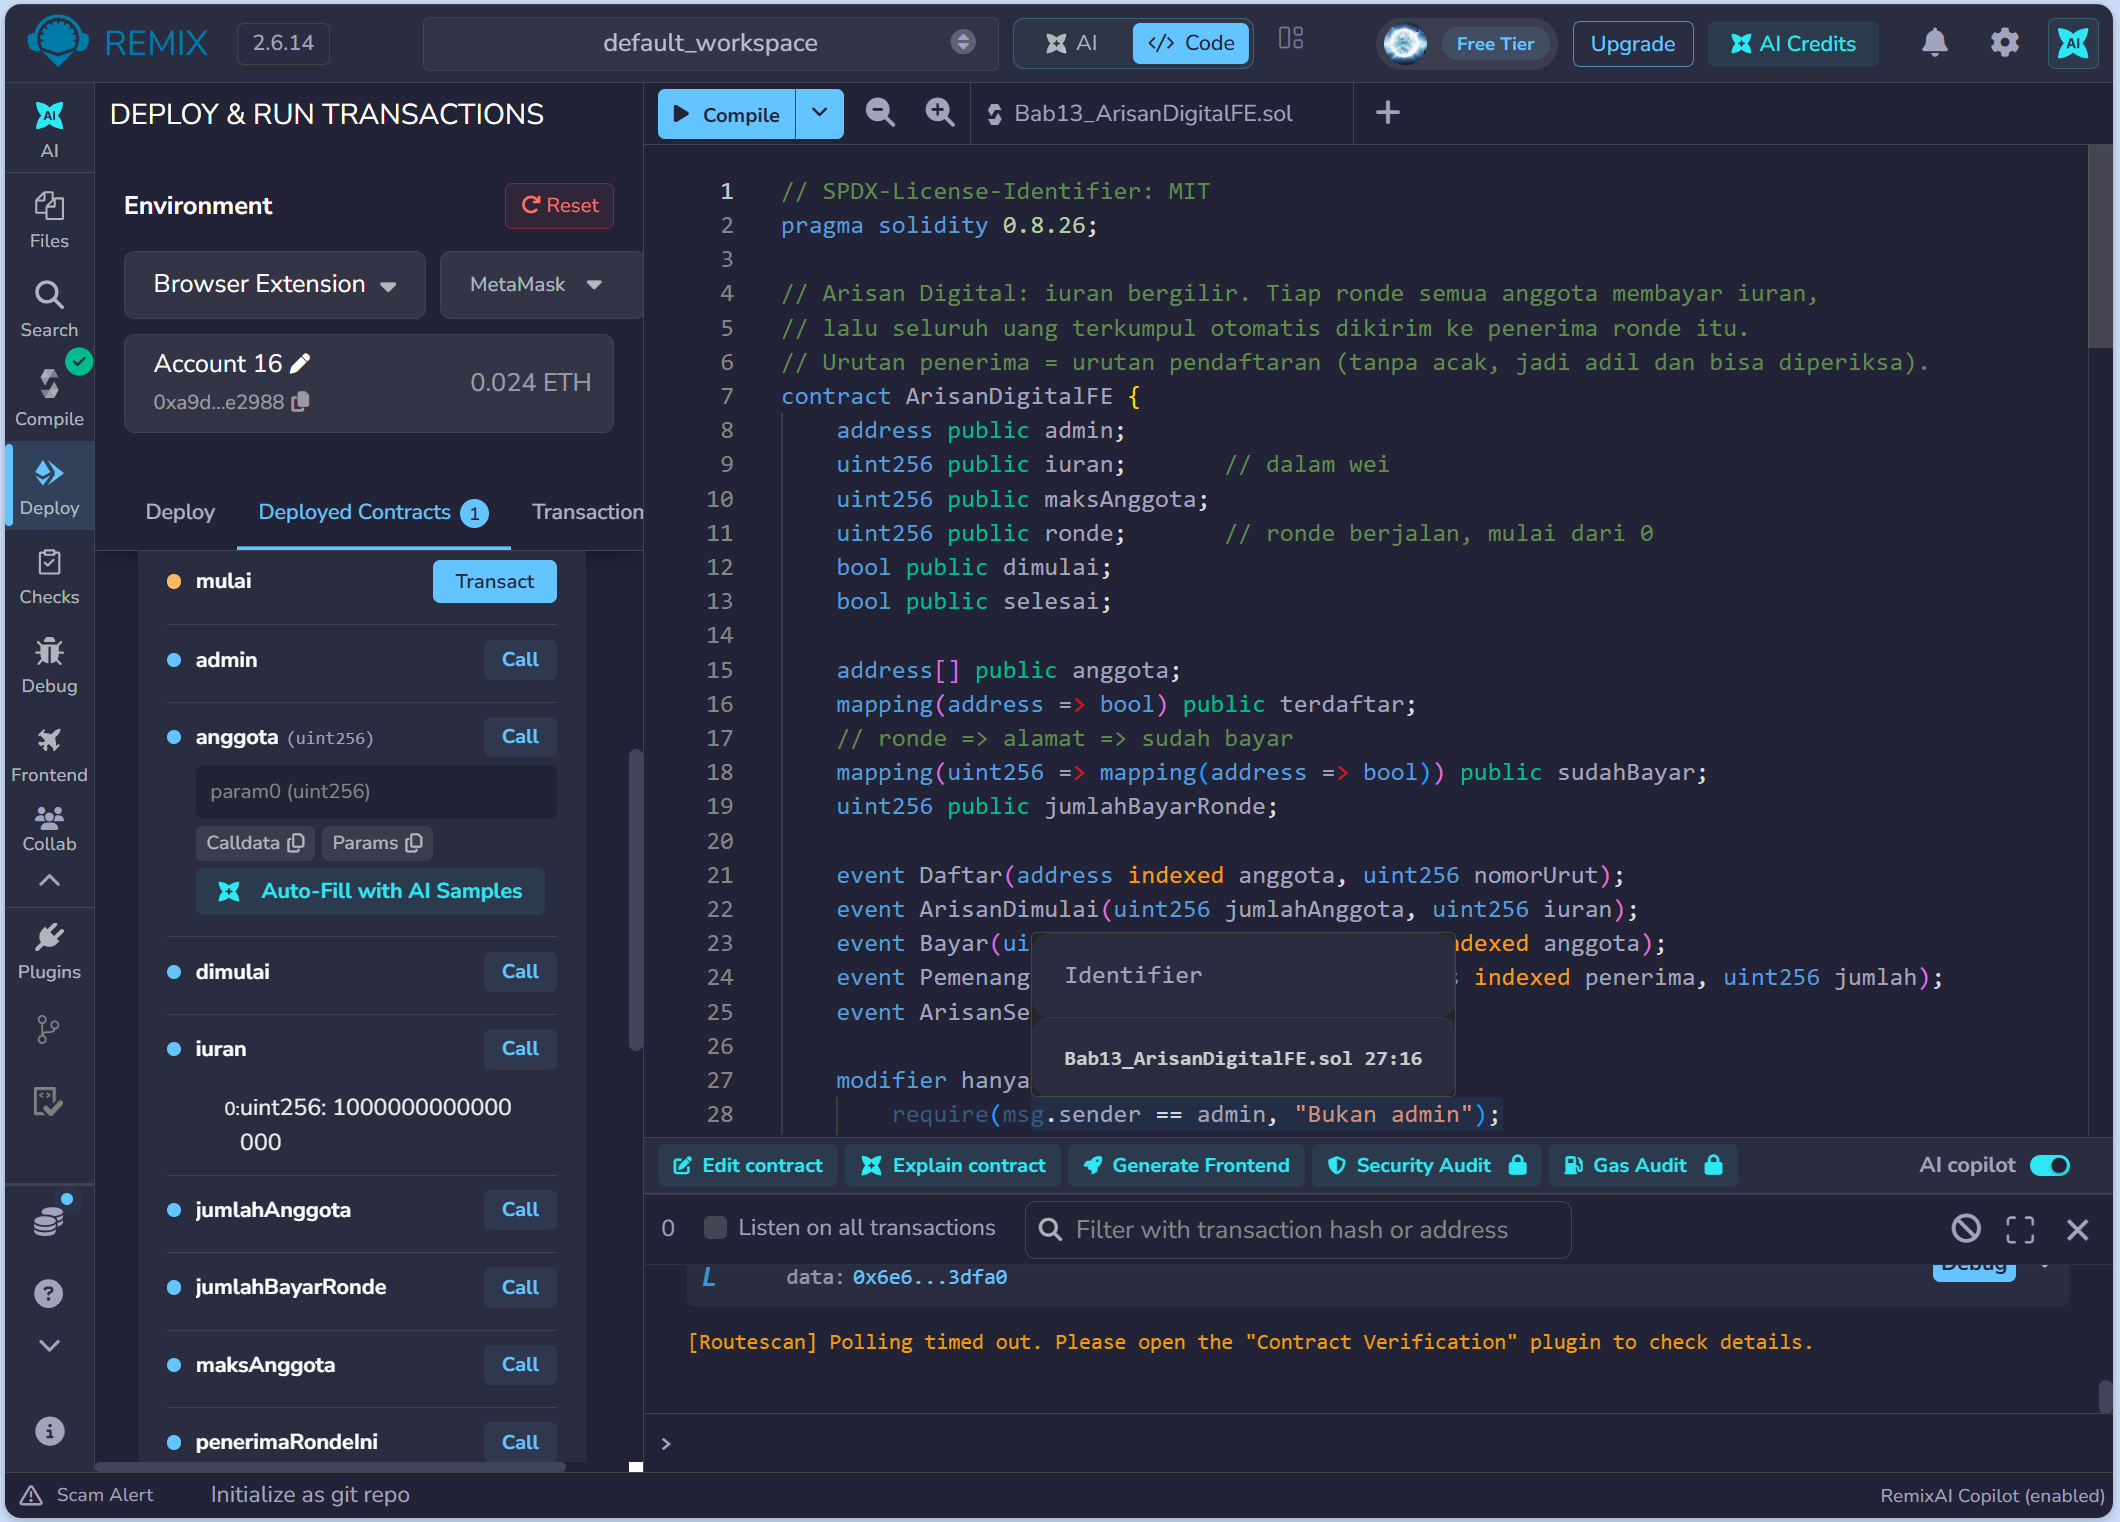 REMIX
2.6.14
default_workspace
AI
</> Code
Free Tier
Upgrade
AI Credits
AI
AI
AI
Files
Search
Compile
Deploy
Checks
Debug
Frontend
Collab
Plugins
DEPLOY & RUN TRANSACTIONS
Environment
Reset
Browser Extension
MetaMask
Account 16
0xa9d...e2988
0.024 ETH
Deploy
Deployed Contracts 1
Transaction
mulai
Transact
admin
Call
anggota (uint256)
Call
param0 (uint256)
Calldata
Params
Auto-Fill with AI Samples
dimulai
Call
iuran
Call
0:uint256: 1000000000000
000
jumlahAnggota
Call
jumlahBayarRonde
Call
maksAnggota
Call
penerimaRondeIni
Call
Compile
Bab13_ArisanDigitalFE.sol
1 // SPDX-License-Identifier: MIT
2 pragma solidity 0.8.26;
3
4 // Arisan Digital: iuran bergilir. Tiap ronde semua anggota membayar iuran,
5 // lalu seluruh uang terkumpul otomatis dikirim ke penerima ronde itu.
6 // Urutan penerima = urutan pendaftaran (tanpa acak, jadi adil dan bisa diperiksa).
7 contract ArisanDigitalFE {
8 address public admin;
9 uint256 public iuran; // dalam wei
10 uint256 public maksAnggota;
11 uint256 public ronde; // ronde berjalan, mulai dari 0
12 bool public dimulai;
13 bool public selesai;
14
15 address[] public anggota;
16 mapping(address => bool) public terdaftar;
17 // ronde => alamat => sudah bayar
18 mapping(uint256 => mapping(address => bool)) public sudahBayar;
19 uint256 public jumlahBayarRonde;
20
21 event Daftar(address indexed anggota, uint256 nomorUrut);
22 event ArisanDimulai(uint256 jumlahAnggota, uint256 iuran);
23 event Bayar(ui ndexed anggota);
24 event Pemenang s indexed penerima, uint256 jumlah);
25 event ArisanSe
26
27 modifier hanya
28 require(msg.sender == admin, "Bukan admin");
Identifier
Bab13_ArisanDigitalFE.sol 27:16
Edit contract
Explain contract
Generate Frontend
Security Audit
Gas Audit
AI copilot
0
Listen on all transactions
Filter with transaction hash or address
data: 0x6e6...3dfa0
Debug
[Routescan] Polling timed out. Please open the "Contract Verification" plugin to check details.
>
Scam Alert
Initialize as git repo
RemixAI Copilot (enabled)